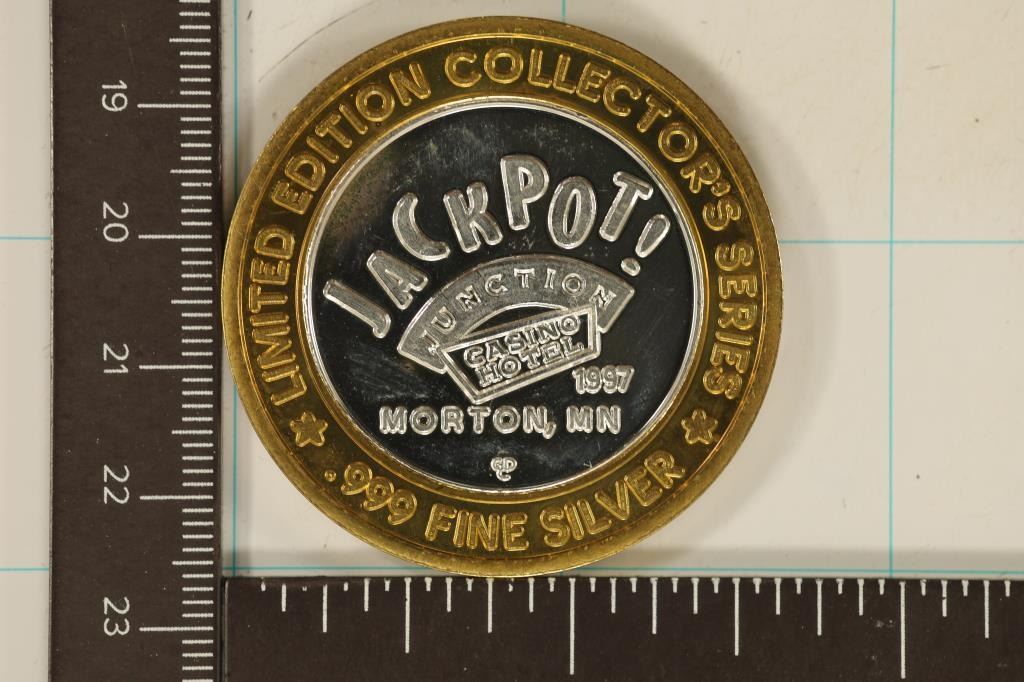 LIMITED EDITION COLLECTOR'S SERIES
JACKPOT!
JUNCTION
CASINO
HOTEL
1997
MORTON, MN
GDC
.999 FINE SILVER
19
20
21
22
23